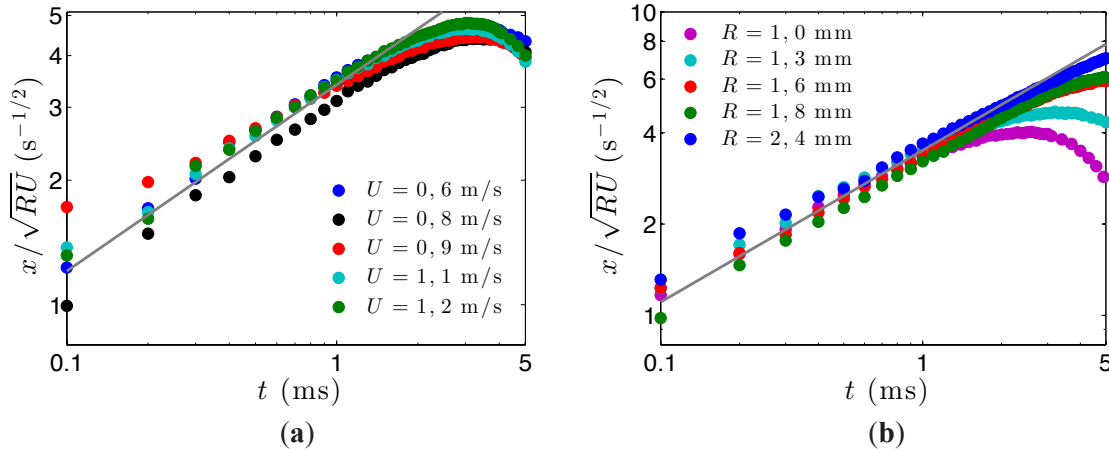 5
4
3
2
1
x/√RU (s⁻¹/²)
U = 0, 6 m/s
U = 0, 8 m/s
U = 0, 9 m/s
U = 1, 1 m/s
U = 1, 2 m/s
0.1
1
5
t (ms)
(a)
10
8
6
4
2
1
x/√RU (s⁻¹/²)
R = 1, 0 mm
R = 1, 3 mm
R = 1, 6 mm
R = 1, 8 mm
R = 2, 4 mm
0.1
1
5
t (ms)
(b)